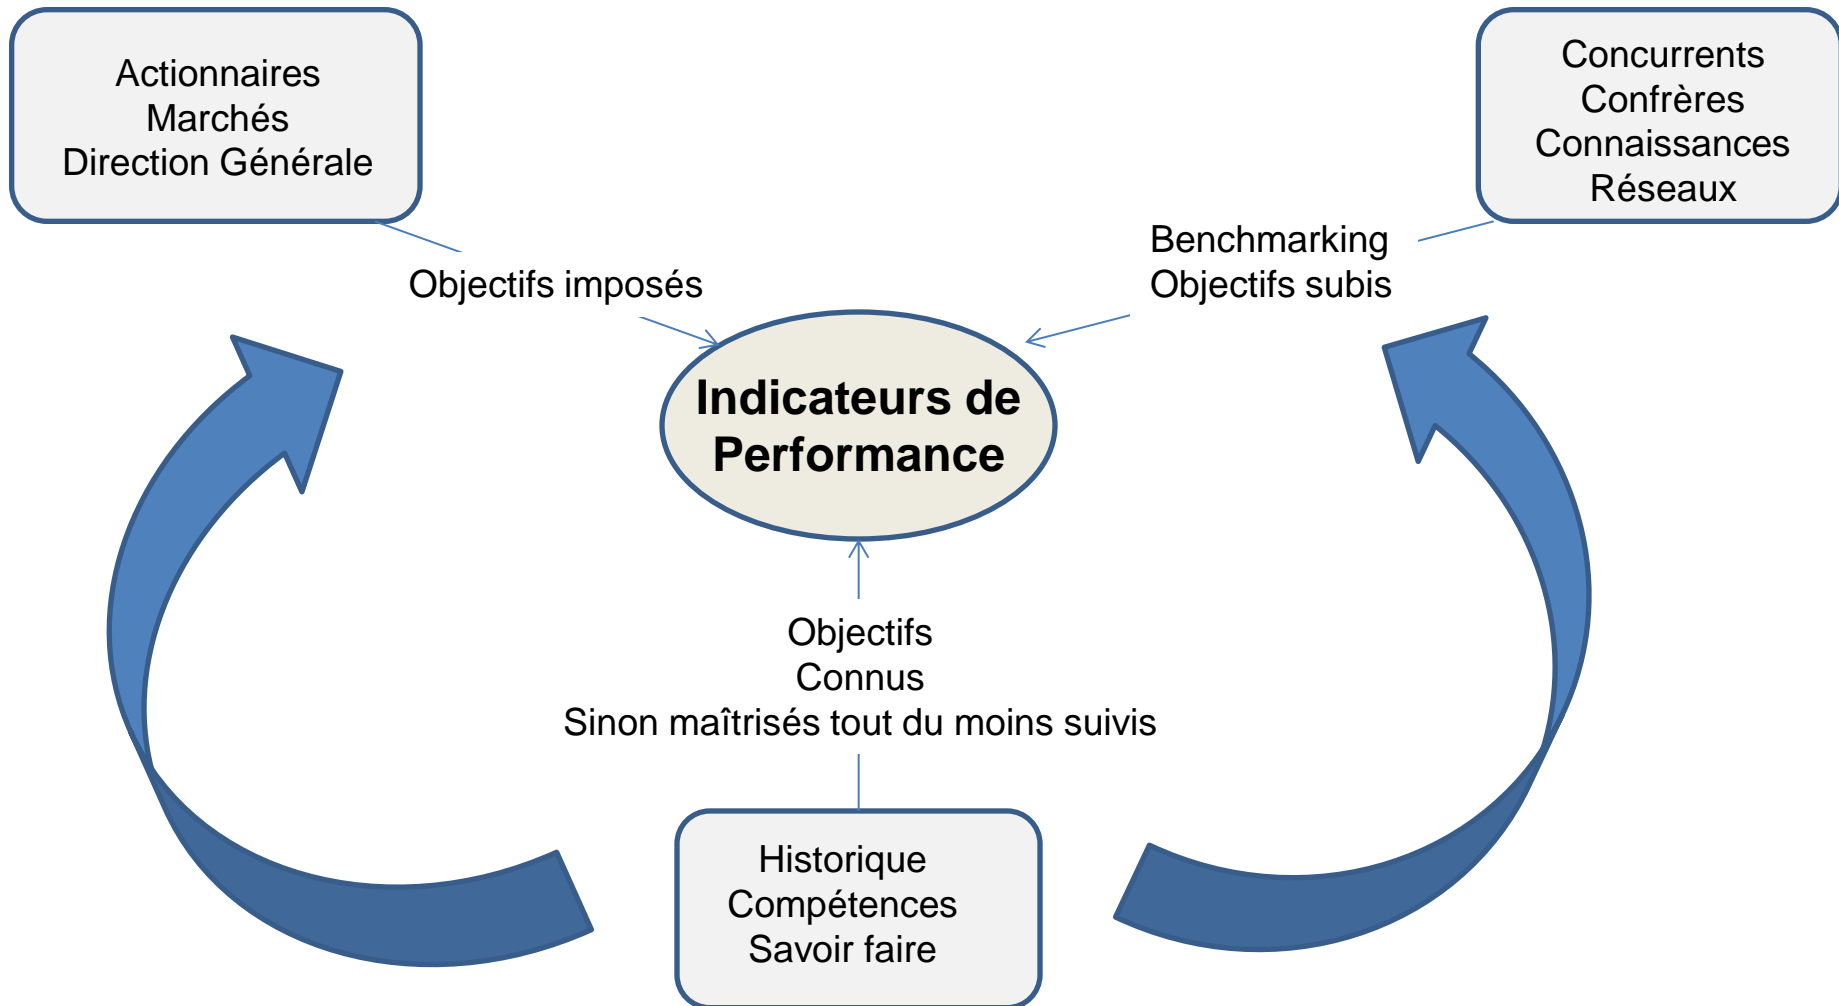 Actionnaires
Marchés
Direction Générale
Concurrents
Confrères
Connaissances
Réseaux
Objectifs imposés
Benchmarking
Objectifs subis
Indicateurs de
Performance
Objectifs
Connus
Sinon maîtrisés tout du moins suivis
Historique
Compétences
Savoir faire